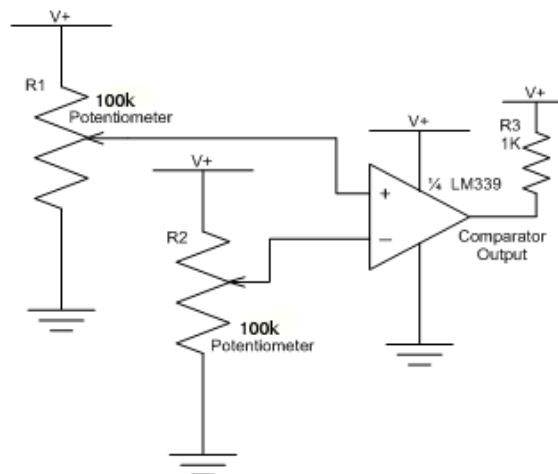 V+
R1
100k
Potentiometer
V+
R2
100k
Potentiometer
V+
+
−
¼ LM339
V+
R3
1K
Comparator
Output